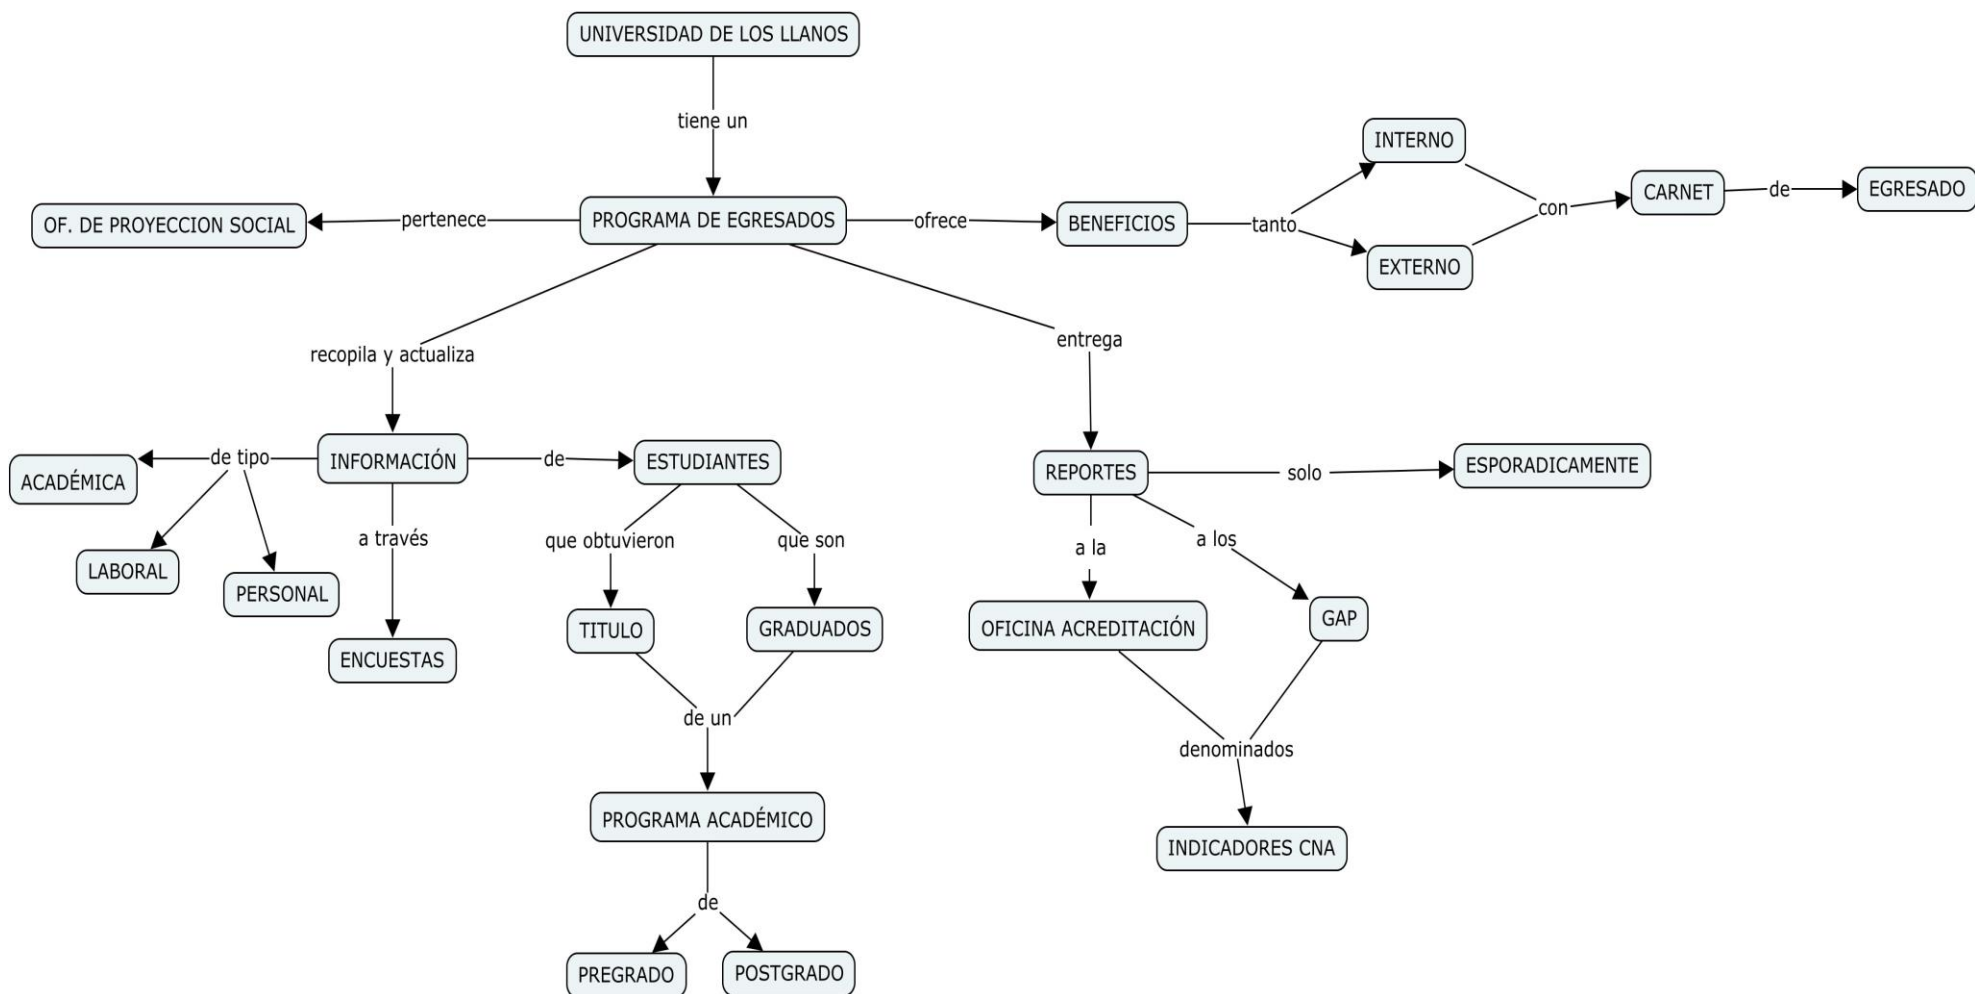 UNIVERSIDAD DE LOS LLANOS
tiene un
INTERNO
OF. DE PROYECCION SOCIAL
pertenece
PROGRAMA DE EGRESADOS
ofrece
BENEFICIOS
tanto
con
CARNET
de
EGRESADO
EXTERNO
recopila y actualiza
entrega
ACADÉMICA
de tipo
INFORMACIÓN
de
ESTUDIANTES
REPORTES
solo
ESPORADICAMENTE
a través
que obtuvieron
que son
a la
a los
LABORAL
PERSONAL
TITULO
GRADUADOS
OFICINA ACREDITACIÓN
GAP
ENCUESTAS
de un
denominados
PROGRAMA ACADÉMICO
INDICADORES CNA
de
PREGRADO
POSTGRADO